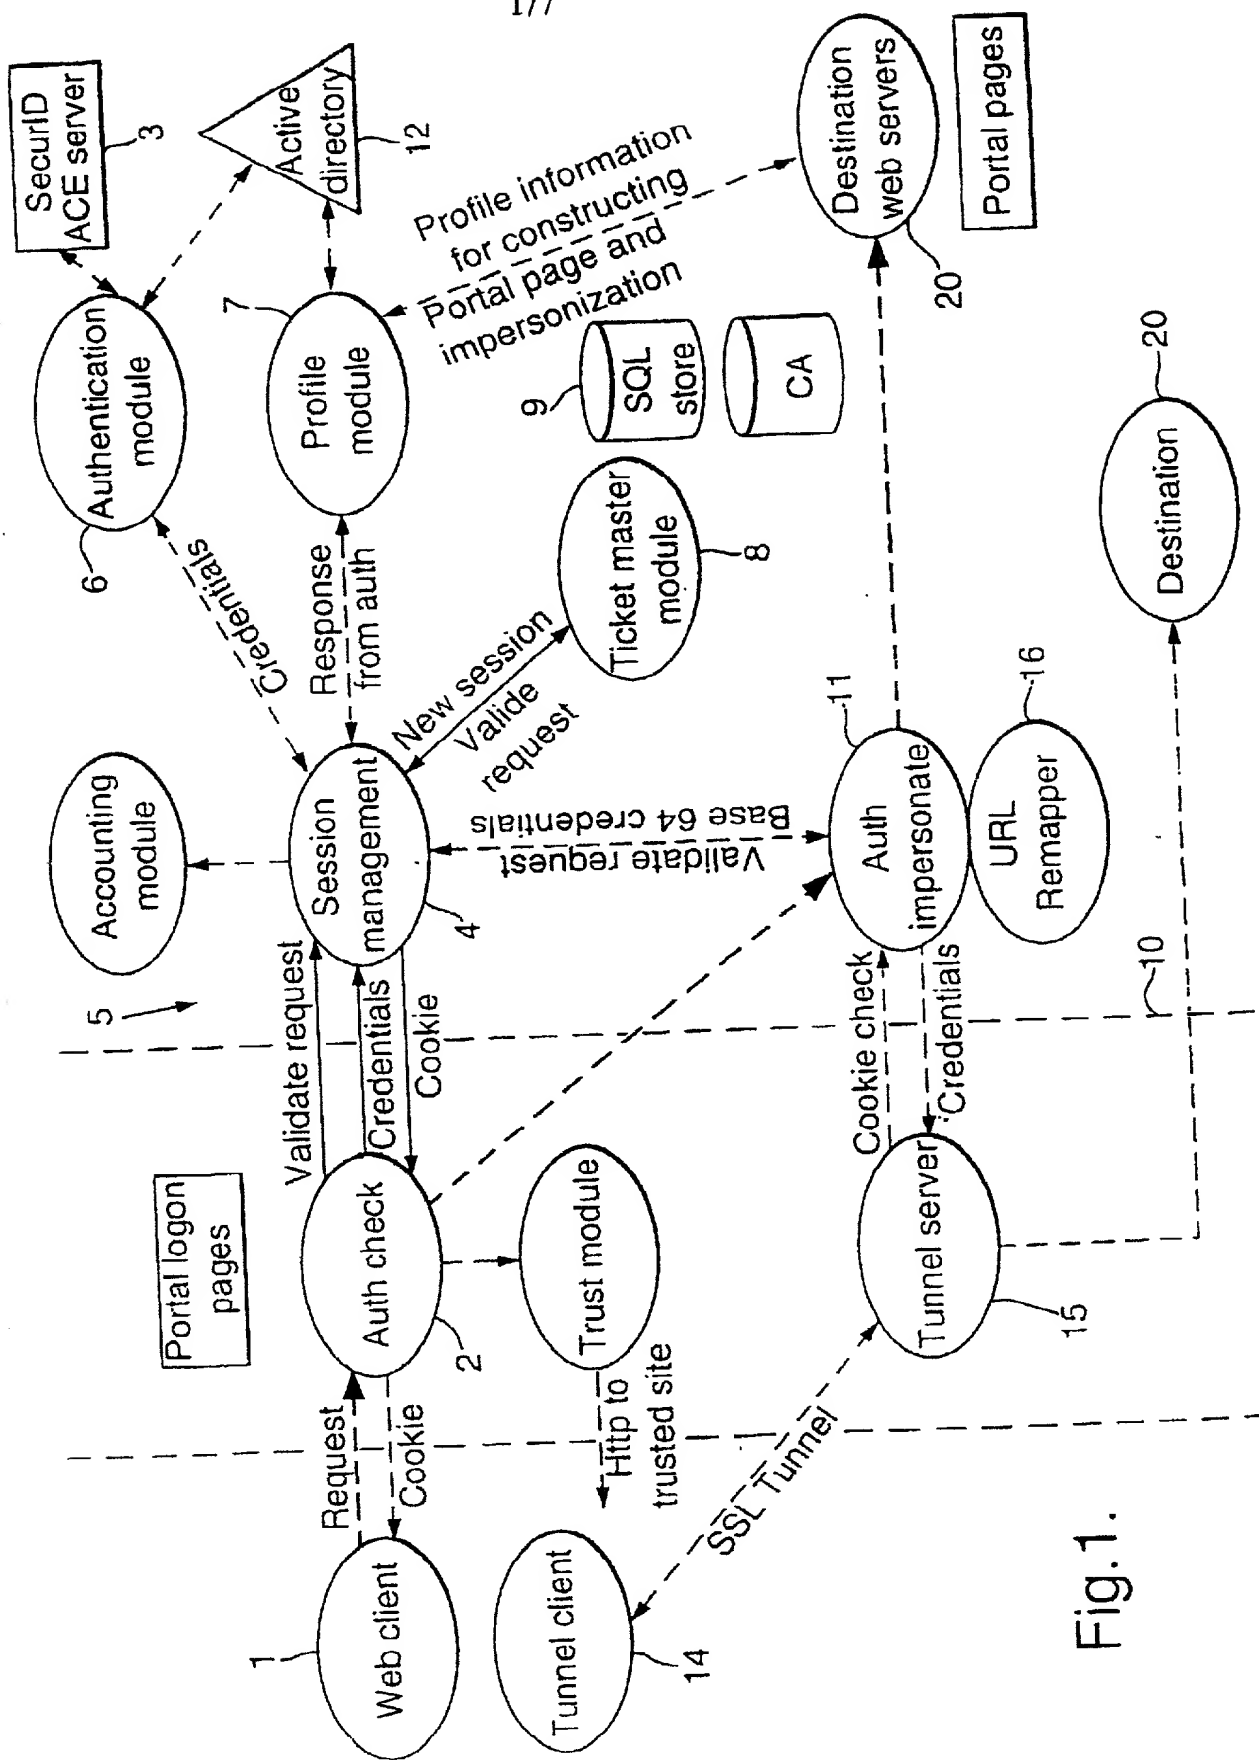 1/7
SecurID
ACE server
3
Active
directory
12
Authentication
module
6
Profile
module
7
Profile information
for constructing
Portal page and
impersonization
Destination
web servers
20
Portal pages
Credentials
Response
from auth
9
SQL
store
CA
Ticket master
module
8
New session
Valide
request
Accounting
module
5
Session
management
4
Validate request
Base 64 credentials
Auth
impersonate
11
URL
Remapper
16
Destination
20
10
Validate request
Credentials
Cookie
Cookie check
Credentials
Portal logon
pages
Auth check
2
Trust module
Tunnel server
15
Request
Cookie
Http to
trusted site
SSL Tunnel
Web client
1
Tunnel client
14
Fig.1.